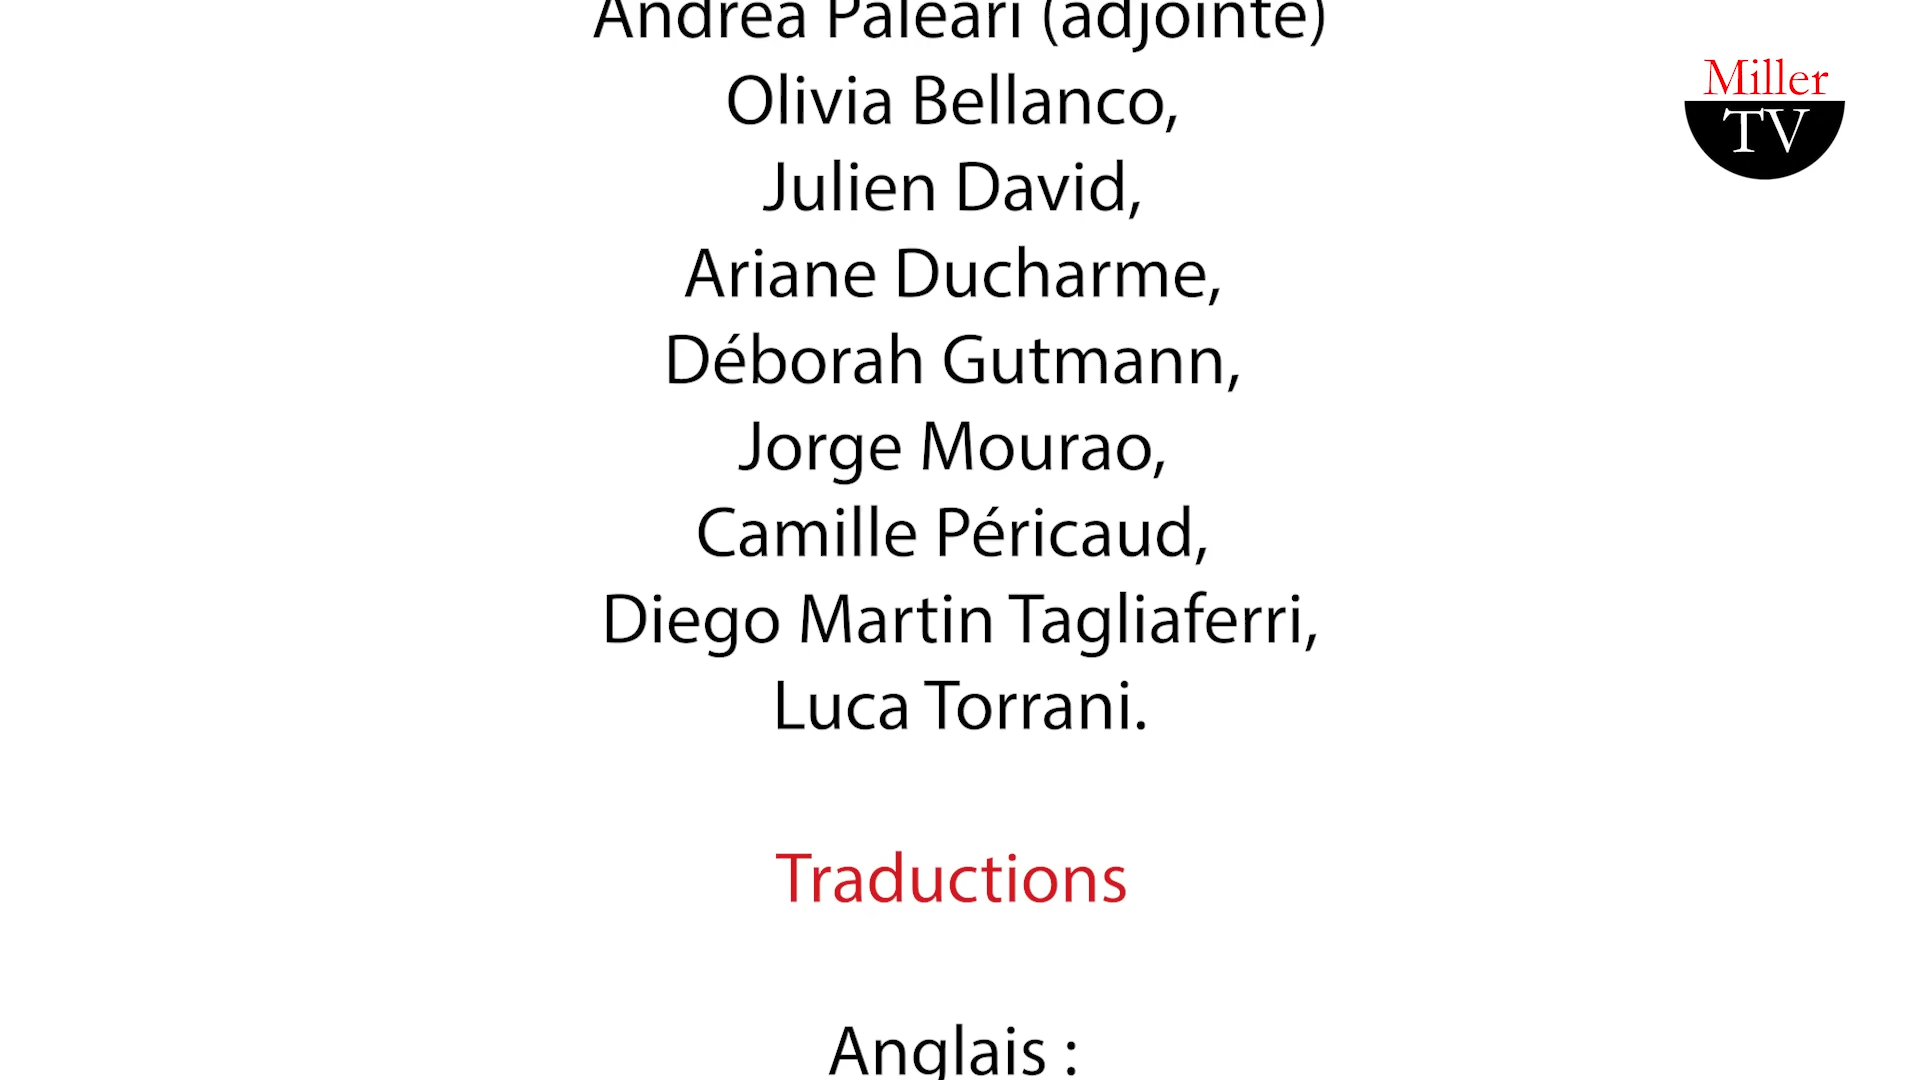 Andrea Paleari (adjointe)
Olivia Bellanco,
Julien David,
Ariane Ducharme,
Déborah Gutmann,
Jorge Mourao,
Camille Péricaud,
Diego Martin Tagliaferri,
Luca Torrani.
Traductions
Anglais :
Miller
TV